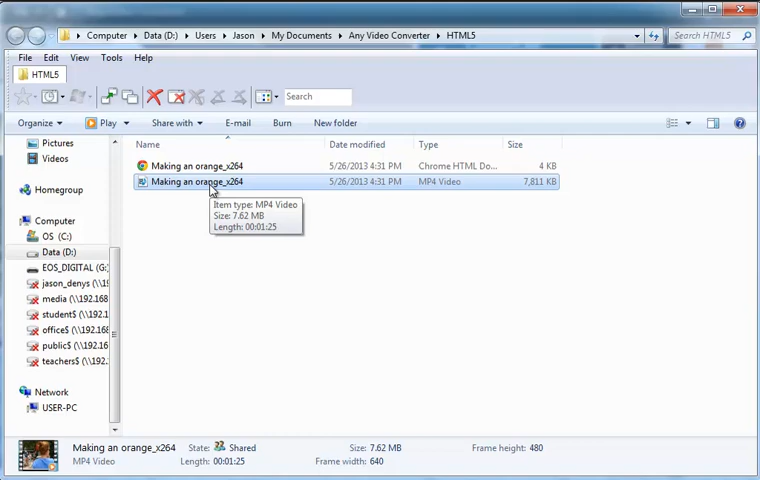 Computer Data (D:) Users Jason My Documents Any Video Converter HTML5 Search HTML5
File Edit View Tools Help
HTML5
Search
Organize Play Share with E-mail Burn New folder
Name Date modified Type Size
Pictures
Videos
Homegroup
Computer
OS (C:)
Data (D:)
EOS_DIGITAL (G:
jason_denys (\\192.168
media (\\192.168
student$ (\\192.16
office$ (\\192.168
public$ (\\192.168
teachers$ (\\192.
Network
USER-PC
Making an orange_x264 5/26/2013 4:31 PM Chrome HTML Do... 4 KB
Making an orange_x264 5/26/2013 4:31 PM MP4 Video 7,811 KB
Item type: MP4 Video
Size: 7.62 MB
Length: 00:01:25
Making an orange_x264 State: Shared Size: 7.62 MB Frame height: 480
MP4 Video Length: 00:01:25 Frame width: 640